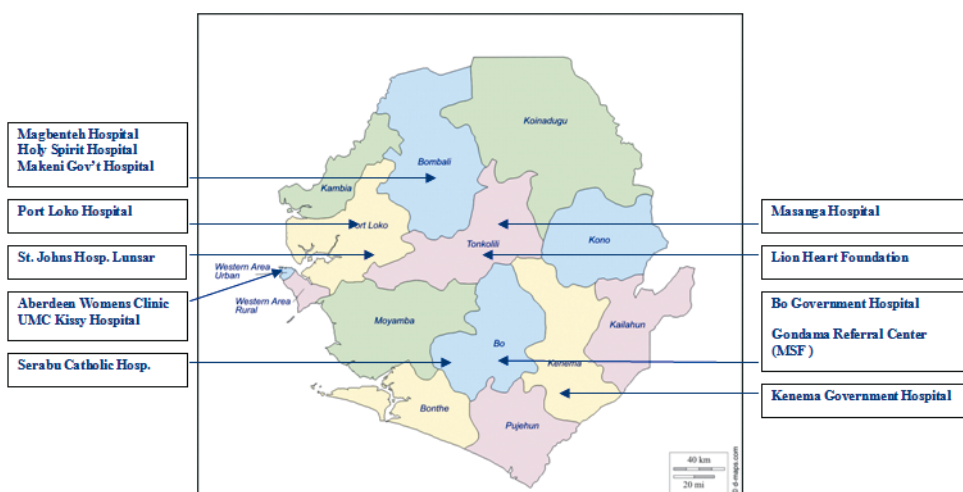 Magbenteh Hospital
Holy Spirit Hospital
Makeni Gov't Hospital
Port Loko Hospital
St. Johns Hosp. Lunsar
Aberdeen Womens Clinic
UMC Kissy Hospital
Serabu Catholic Hosp.
Koinadugu
Bombali
Kambia
Port Loko
Tonkolili
Kono
Western Area
Urban
Western Area
Rural
Moyamba
Bo
Kailahun
Kenema
Bonthe
Pujehun
40 km
20 mi
© d-maps.com
Masanga Hospital
Lion Heart Foundation
Bo Government Hospital
Gondama Referral Center
(MSF )
Kenema Government Hospital